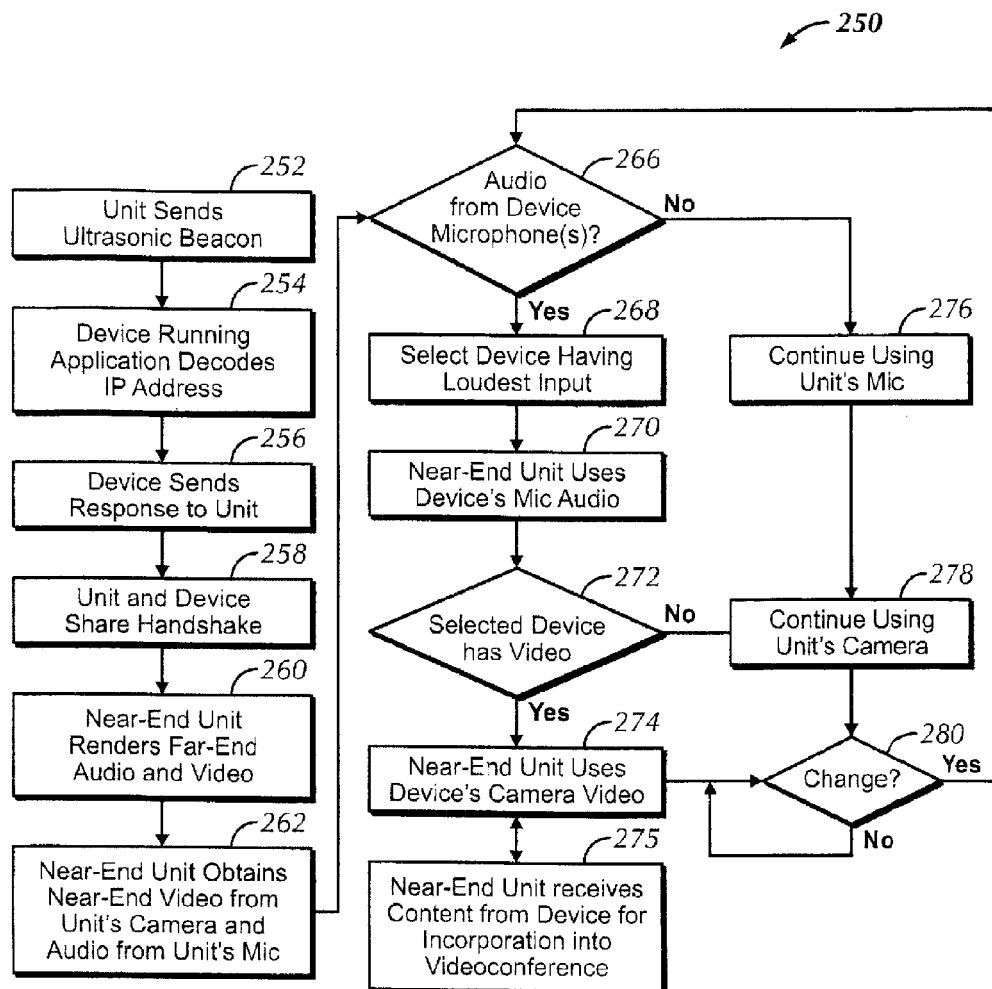 250
252
Unit Sends
Ultrasonic Beacon
254
Device Running
Application Decodes
IP Address
256
Device Sends
Response to Unit
258
Unit and Device
Share Handshake
260
Near-End Unit
Renders Far-End
Audio and Video
262
Near-End Unit Obtains
Near-End Video from
Unit's Camera and
Audio from Unit's Mic
266
Audio
from Device
Microphone(s)?
No
Yes
268
Select Device Having
Loudest Input
270
Near-End Unit Uses
Device's Mic Audio
272
Selected Device
has Video
No
Yes
274
Near-End Unit Uses
Device's Camera Video
275
Near-End Unit receives
Content from Device for
Incorporation into
Videoconference
276
Continue Using
Unit's Mic
278
Continue Using
Unit's Camera
280
Change?
Yes
No